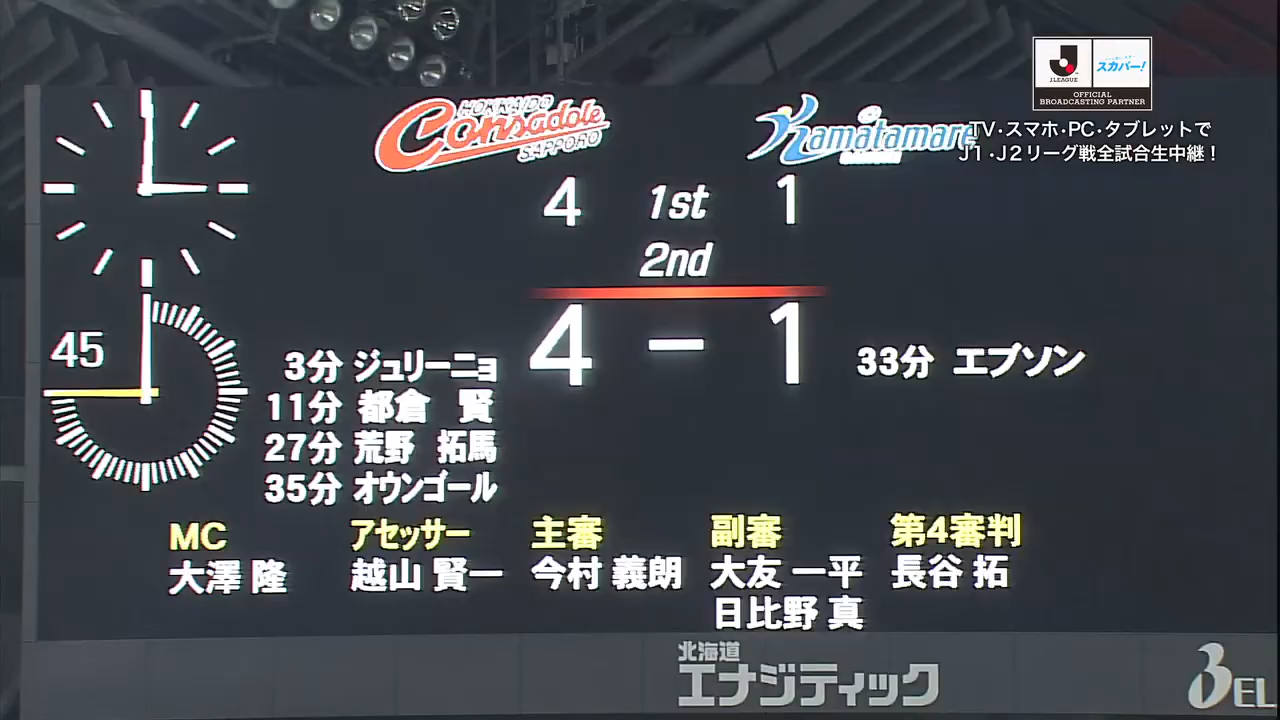 J.LEAGUE
スカパー!
OFFICIAL
BROADCASTING PARTNER
TV・スマホ・PC・タブレットで
J1・J2リーグ戦全試合生中継!
HOKKAIDO
Consadole
SAPPORO
Kamatamare
4 1st 1
2nd
4 - 1
45
3分 ジュリーニョ
11分 都倉 賢
27分 荒野 拓馬
35分 オウンゴール
33分 エブソン
MC アセッサー 主審 副審 第4審判
大澤 隆 越山 賢一 今村 義朗 大友 一平 長谷 拓
日比野 真
北海道
エナジティック
BEL